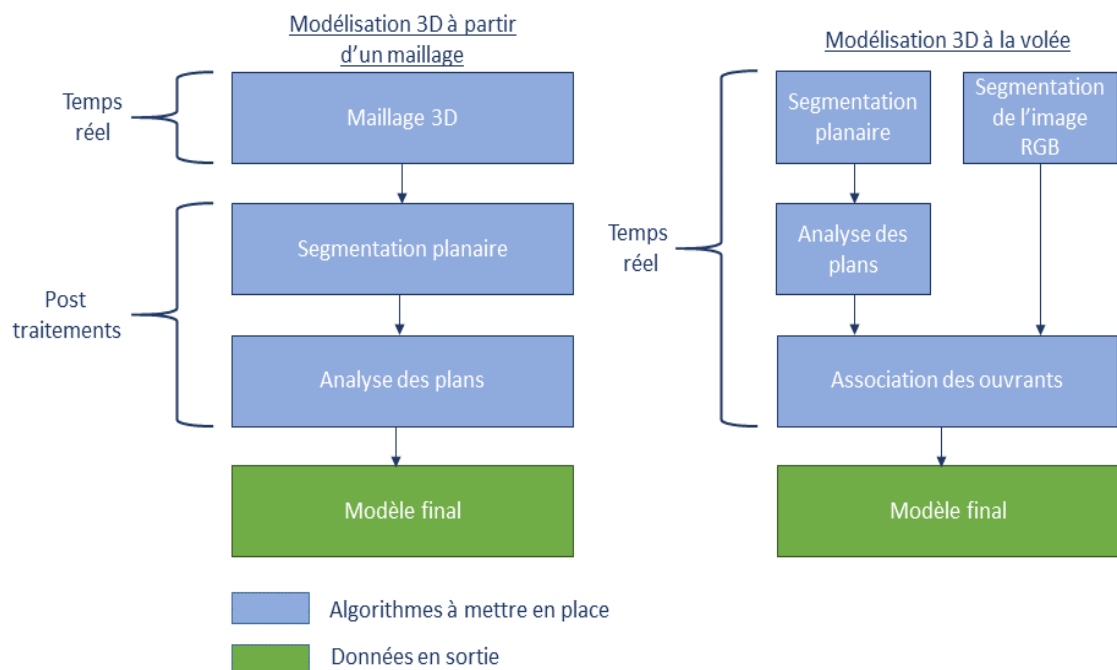 Modélisation 3D à partir
d'un maillage
Temps
réel
Maillage 3D
Segmentation planaire
Post
traitements
Analyse des plans
Modèle final
Modélisation 3D à la volée
Segmentation
planaire
Segmentation
de l'image
RGB
Temps
réel
Analyse des
plans
Association des ouvrants
Modèle final
Algorithmes à mettre en place
Données en sortie